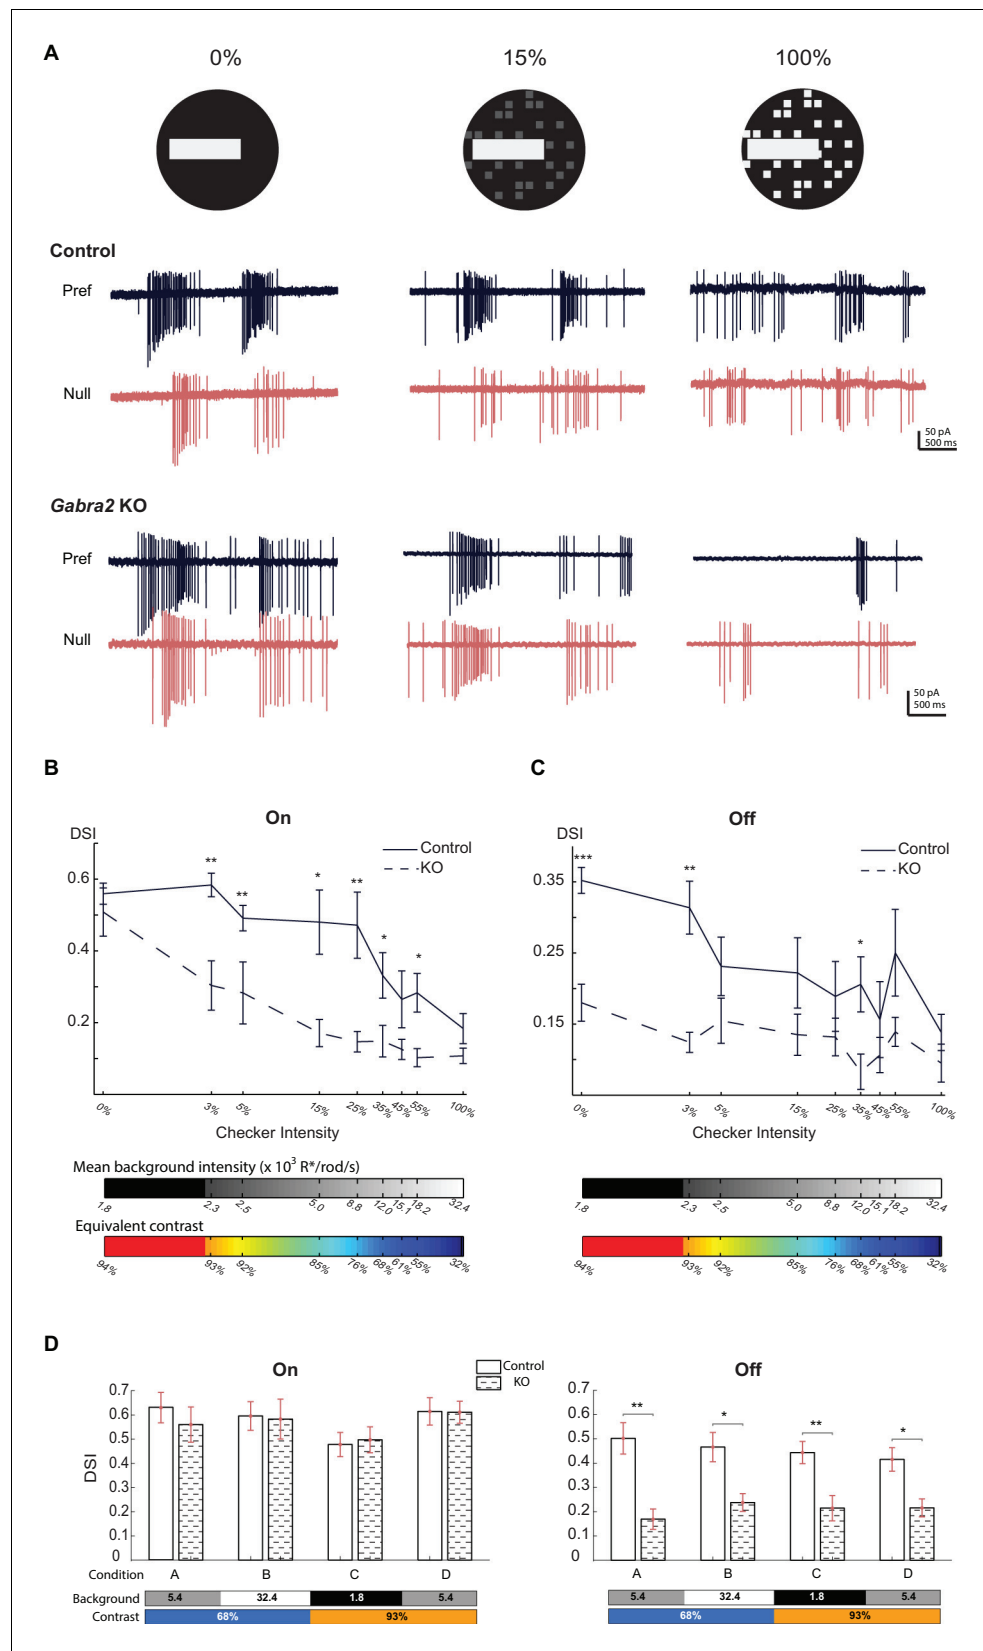 A
0% 15% 100%
Control
Pref
Null
50 pA
500 ms
Gabra2 KO
Pref
Null
50 pA
500 ms
B
On
DSI
Control
KO
** ** * ** * *
0.6
0.4
0.2
0% 3% 5% 15% 25% 35% 45% 55% 100%
Checker Intensity
Mean background intensity (x 10³ R*/rod/s)
1.8 2.3 2.5 5.0 8.8 12.0 15.1 18.2 32.4
Equivalent contrast
94% 93% 92% 85% 76% 68% 61% 55% 32%
C
Off
DSI
Control
KO
*** ** *
0.35
0.25
0.15
0% 3% 5% 15% 25% 35% 45% 55% 100%
Checker Intensity
1.8 2.3 2.5 5.0 8.8 12.0 15.1 18.2 32.4
94% 93% 92% 85% 76% 68% 61% 55% 32%
D
On
Control
KO
DSI
0.7
0.6
0.5
0.4
0.3
0.2
0.1
0
Condition A B C D
Background 5.4 32.4 1.8 5.4
Contrast 68% 93%
Off
0.7
0.6
0.5
0.4
0.3
0.2
0.1
0
** * ** *
A B C D
5.4 32.4 1.8 5.4
68% 93%